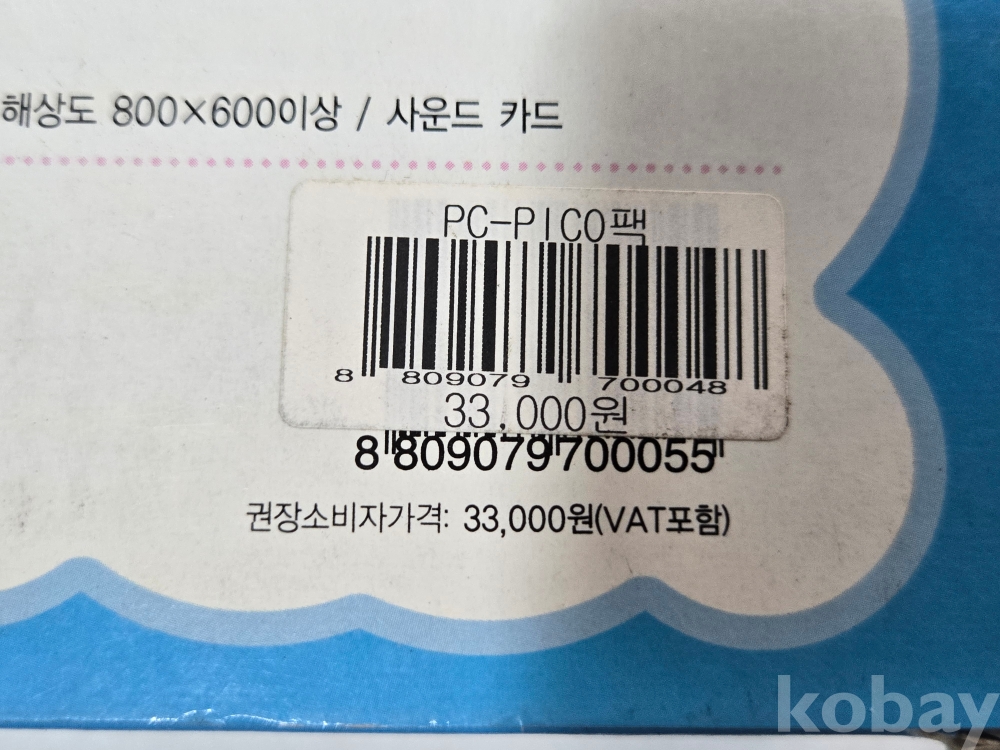 해상도 800×600이상 / 사운드 카드
PC-PICO팩
8 809079 700048
33,000원
8 809079 700055
권장소비자가격: 33,000원(VAT포함)
kobay